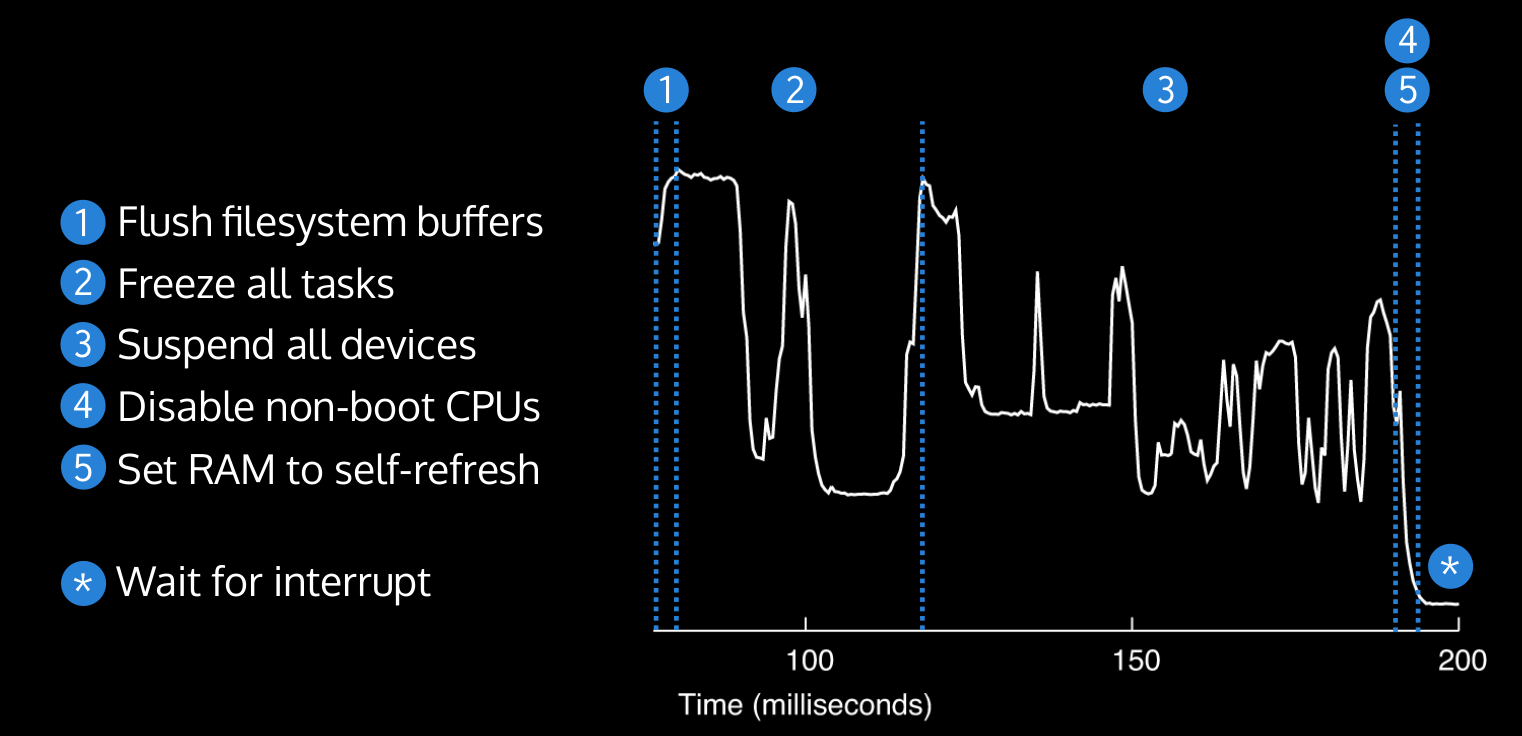 4
1 2 3 5
1 Flush filesystem buffers
2 Freeze all tasks
3 Suspend all devices
4 Disable non-boot CPUs
5 Set RAM to self-refresh
* Wait for interrupt
*
100 150 200
Time (milliseconds)